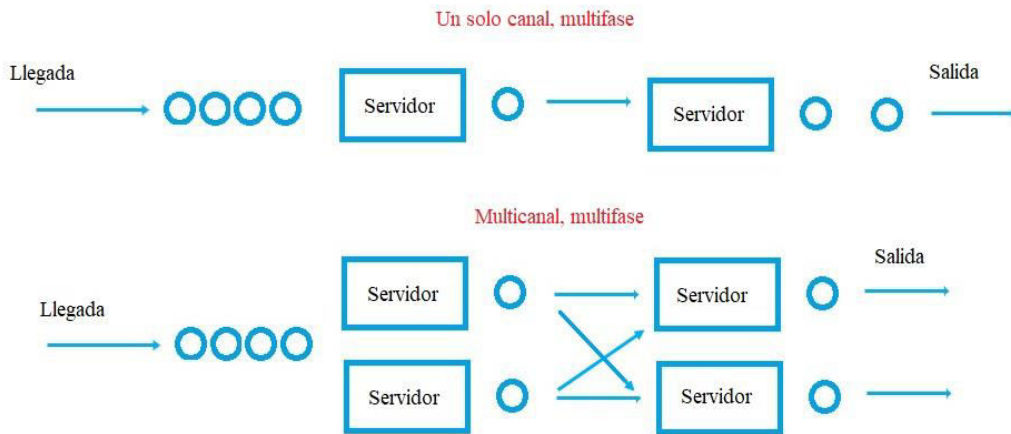 Un solo canal, multifase
Llegada
Salida
Servidor
Servidor
Multicanal, multifase
Salida
Servidor
Servidor
Llegada
Servidor
Servidor